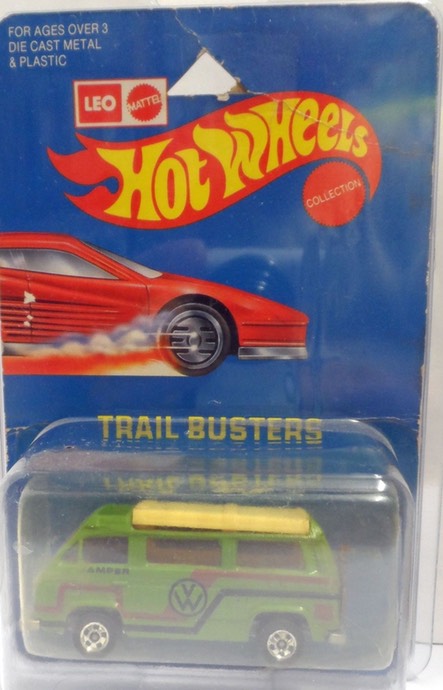 FOR AGES OVER 3
DIE CAST METAL
& PLASTIC
LEO
MATTEL
HOT WHEELS
COLLECTION
TRAIL BUSTERS
AMPER
VW